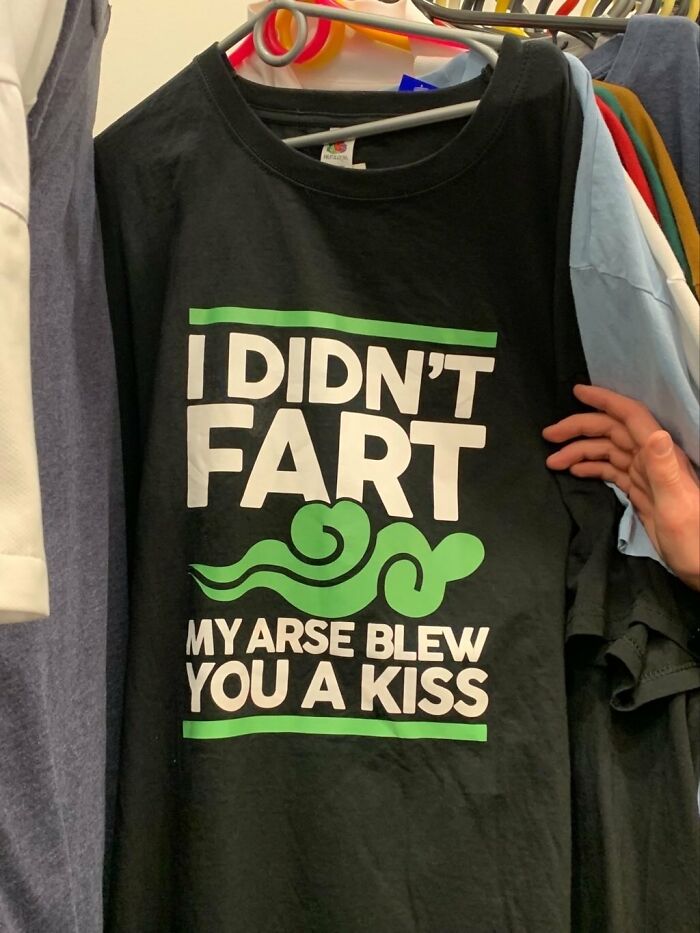 I DIDN'T
FART
MY ARSE BLEW
YOU A KISS